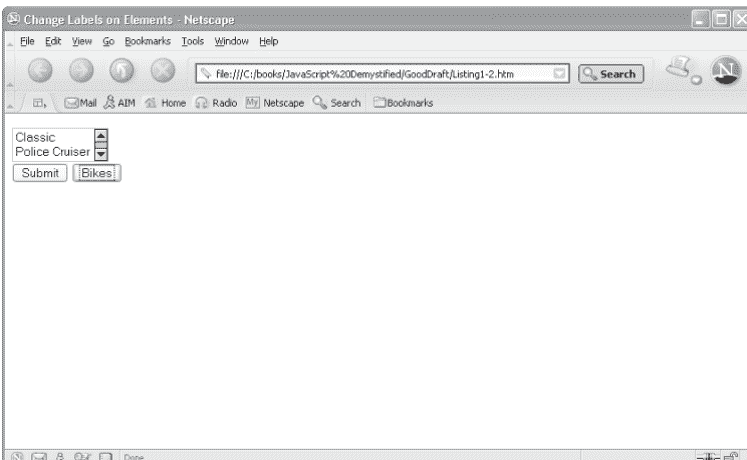 Change Labels on Elements - Netscape
File Edit View Go Bookmarks Tools Window Help
file:///C:/books/JavaScript%20Demystified/GoodDraft/Listing1-2.htm Search N
Mail AIM Home Radio My Netscape Search Bookmarks
Classic
Police Cruiser
Submit Bikes
Done